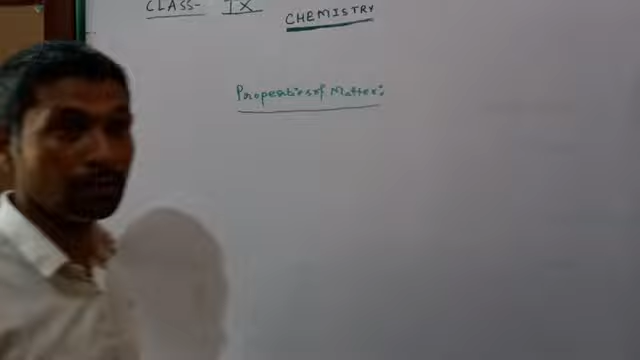 CLASS- IX
CHEMISTRY
Properties of Matter: